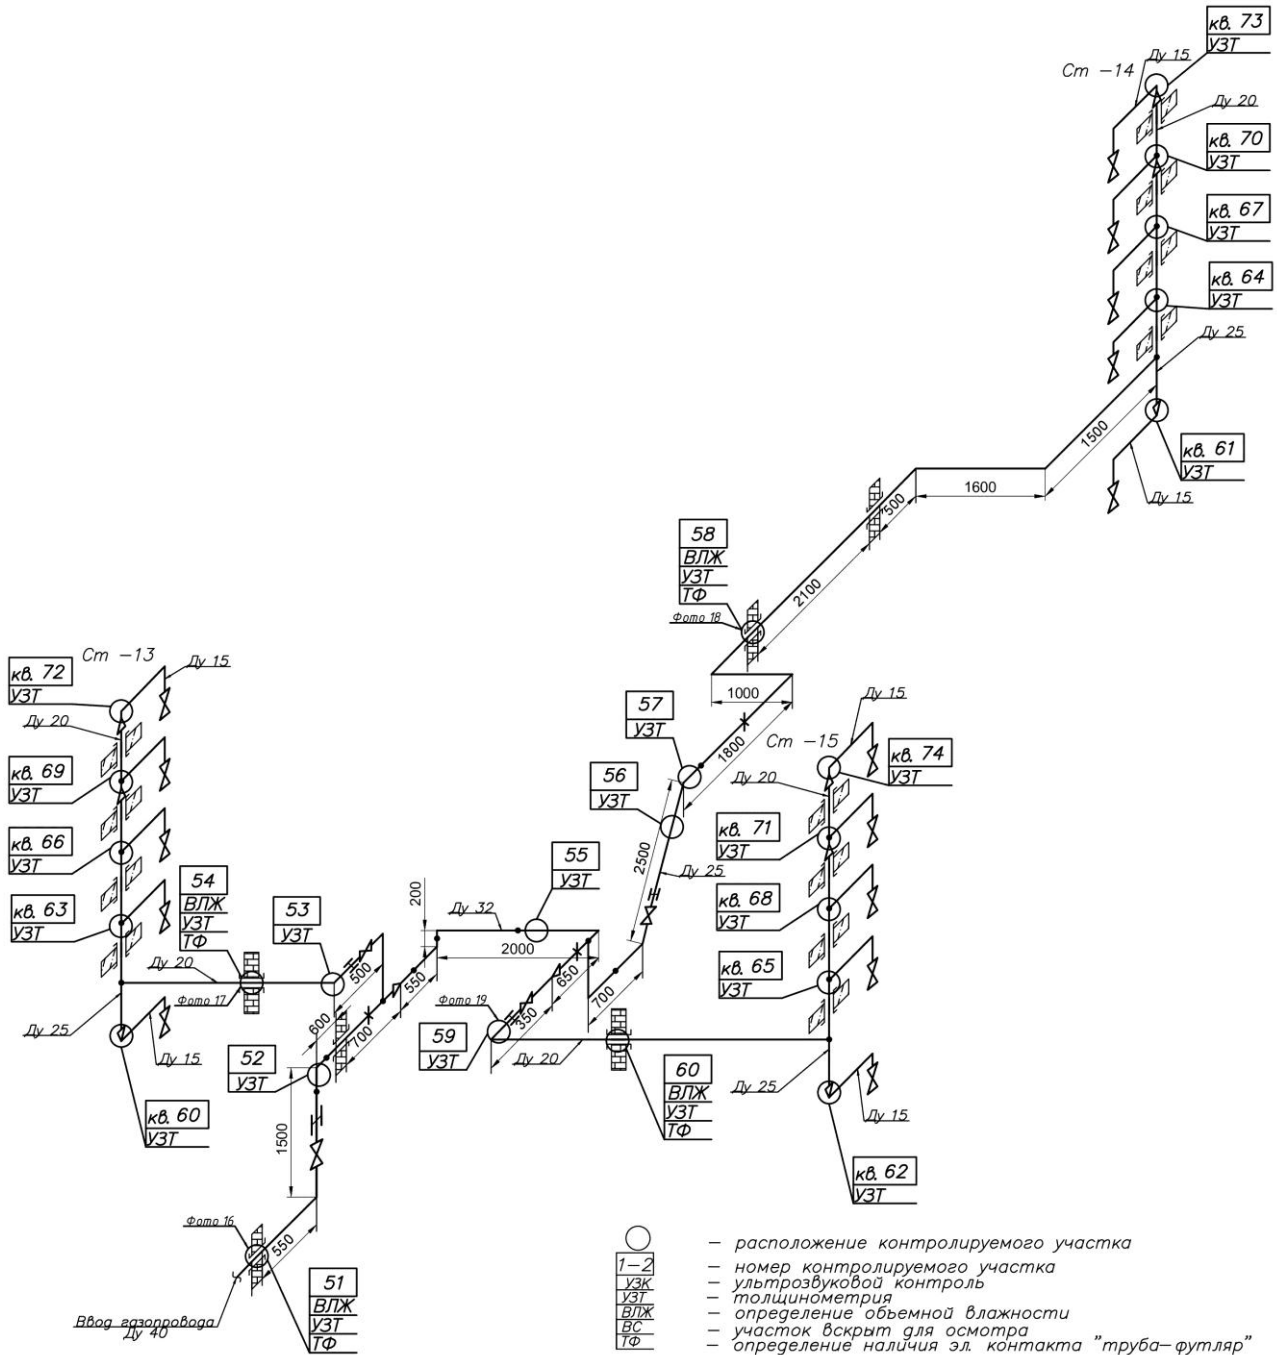 кв. 73
УЗТ
Ст -14
Ду 15
Ду 20
кв. 70
УЗТ
кв. 67
УЗТ
кв. 64
УЗТ
Ду 25
1500
кв. 61
УЗТ
Ду 15
1600
500
58
ВЛЖ
УЗТ
ТФ
Фото 18
2100
1000
57
УЗТ
1800
56
УЗТ
2500
Ду 25
Ст -13
Ду 15
кв. 72
УЗТ
Ду 20
кв. 69
УЗТ
кв. 66
УЗТ
кв. 63
УЗТ
54
ВЛЖ
УЗТ
ТФ
Ду 20
Фото 17
Ду 25
Ду 15
кв. 60
УЗТ
53
УЗТ
500
600
700
550
200
Ду 32
2000
55
УЗТ
650
350
700
Фото 19
59
УЗТ
Ду 20
52
УЗТ
1500
Ст -15
Ду 15
Ду 20
кв. 74
УЗТ
кв. 71
УЗТ
кв. 68
УЗТ
кв. 65
УЗТ
60
ВЛЖ
УЗТ
ТФ
Ду 25
Ду 15
кв. 62
УЗТ
Фото 16
550
51
ВЛЖ
УЗТ
ТФ
Ввод газопровода
Ду 40
– расположение контролируемого участка
1-2 – номер контролируемого участка
УЗК – ультрозвуковой контроль
УЗТ – толщинометрия
ВЛЖ – определение объемной влажности
ВС – участок вскрыт для осмотра
ТФ – определение наличия эл. контакта "труба-футляр"